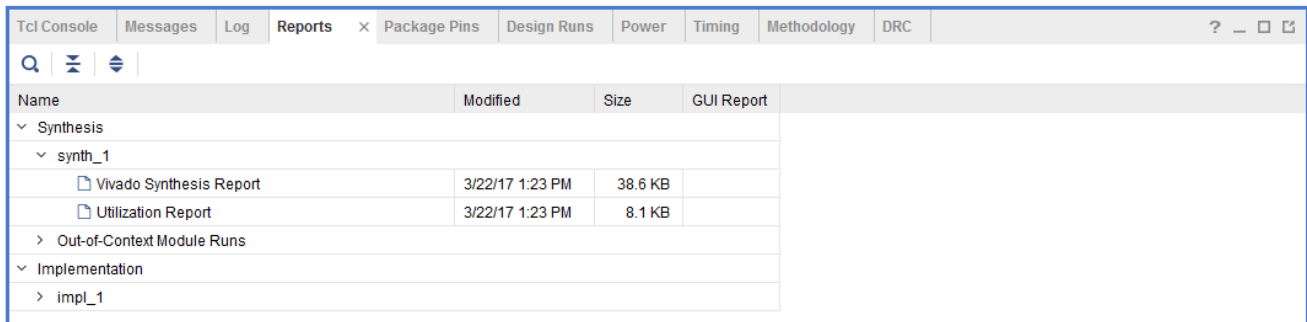 Tcl Console Messages Log Reports × Package Pins Design Runs Power Timing Methodology DRC ?
Name Modified Size GUI Report
Synthesis
synth_1
Vivado Synthesis Report 3/22/17 1:23 PM 38.6 KB
Utilization Report 3/22/17 1:23 PM 8.1 KB
Out-of-Context Module Runs
Implementation
impl_1